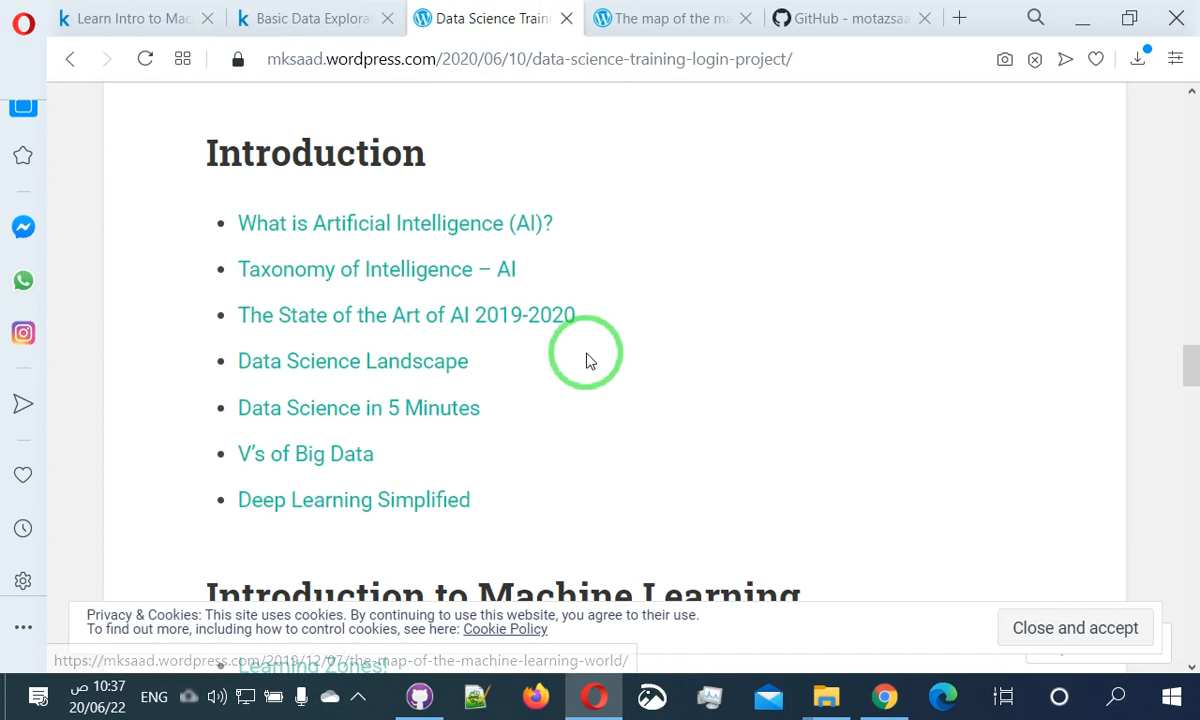 Learn Intro to Mac
Basic Data Explorat
Data Science Traini
The map of the ma
GitHub - motazsaa
mksaad.wordpress.com/2020/06/10/data-science-training-login-project/
Introduction
What is Artificial Intelligence (AI)?
Taxonomy of Intelligence – AI
The State of the Art of AI 2019-2020
Data Science Landscape
Data Science in 5 Minutes
V's of Big Data
Deep Learning Simplified
Introduction to Machine Learning
Privacy & Cookies: This site uses cookies. By continuing to use this website, you agree to their use.
To find out more, including how to control cookies, see here: Cookie Policy
Close and accept
https://mksaad.wordpress.com/2019/12/07/the-map-of-the-machine-learning-world/
Learning Zones!
10:37 ص
ENG
20/06/22